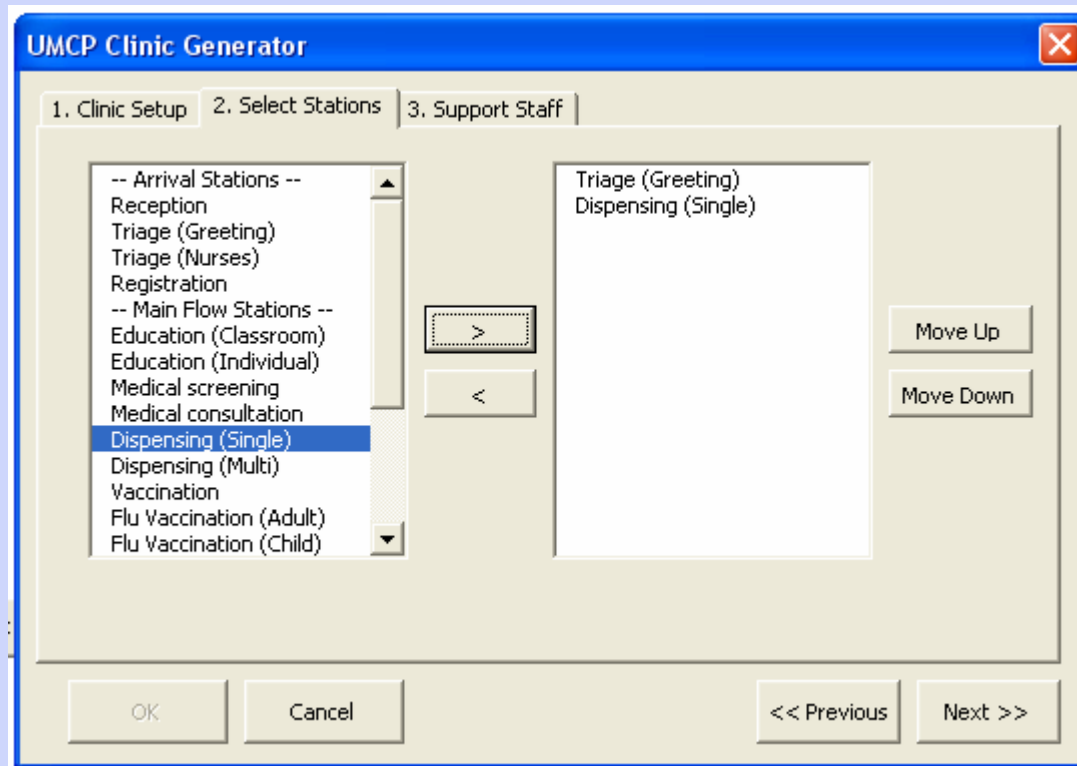 UMCP Clinic Generator
1. Clinic Setup
2. Select Stations
3. Support Staff
-- Arrival Stations --
Reception
Triage (Greeting)
Triage (Nurses)
Registration
-- Main Flow Stations --
Education (Classroom)
Education (Individual)
Medical screening
Medical consultation
Dispensing (Single)
Dispensing (Multi)
Vaccination
Flu Vaccination (Adult)
Flu Vaccination (Child)
>
<
Triage (Greeting)
Dispensing (Single)
Move Up
Move Down
OK
Cancel
<< Previous
Next >>